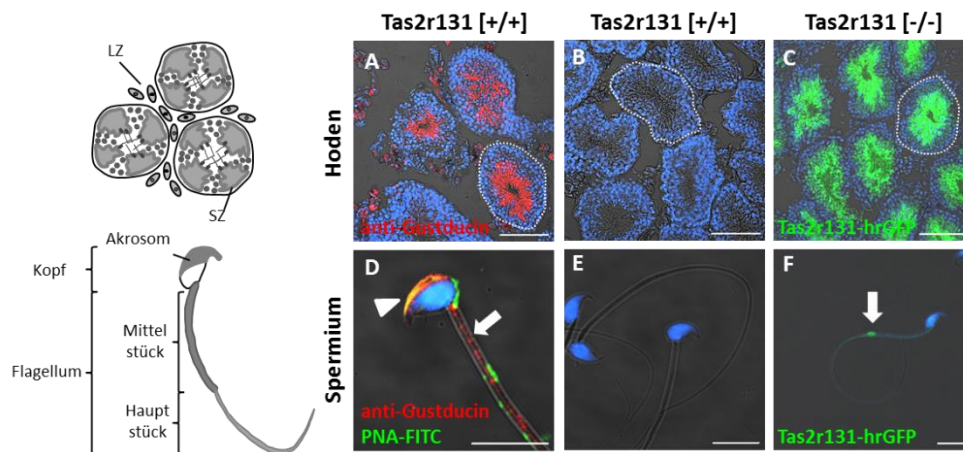 Tas2r131 [+/+]
Tas2r131 [+/+]
Tas2r131 [-/-]
LZ
SZ
Hoden
A
anti-Gustducin
B
C
Tas2r131-hrGFP
Akrosom
Kopf
Mittel
stück
Flagellum
Haupt
stück
Spermium
D
anti-Gustducin
PNA-FITC
E
F
Tas2r131-hrGFP